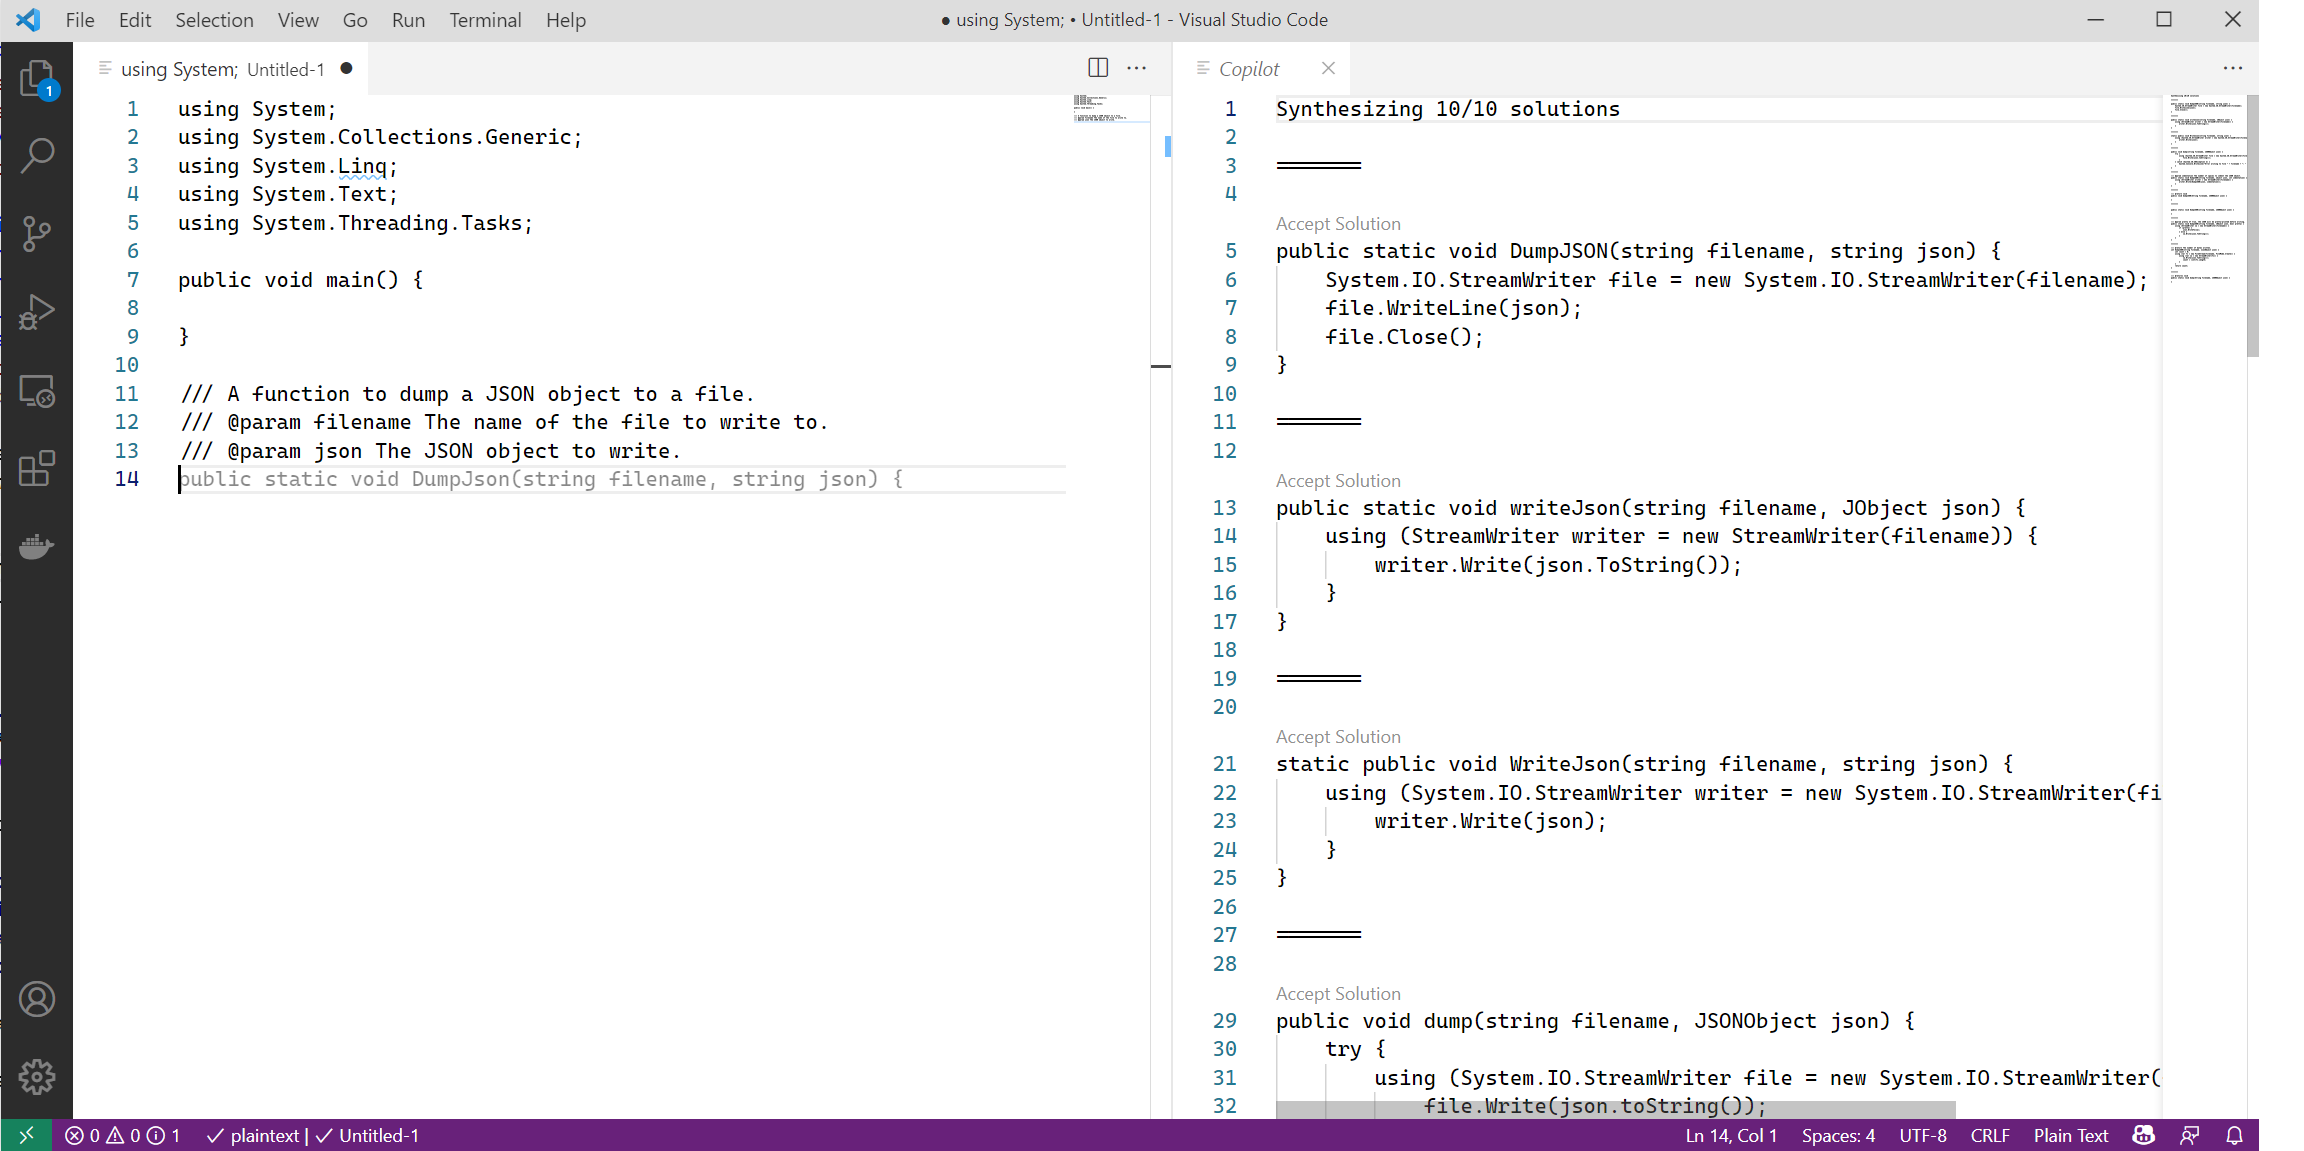 File Edit Selection View Go Run Terminal Help
● using System; • Untitled-1 - Visual Studio Code
using System; Untitled-1 ●
1 using System;
2 using System.Collections.Generic;
3 using System.Linq;
4 using System.Text;
5 using System.Threading.Tasks;
6
7 public void main() {
8
9 }
10
11 /// A function to dump a JSON object to a file.
12 /// @param filename The name of the file to write to.
13 /// @param json The JSON object to write.
14 public static void DumpJson(string filename, string json) {
Copilot
1 Synthesizing 10/10 solutions
2
3 =======
4
Accept Solution
5 public static void DumpJSON(string filename, string json) {
6 System.IO.StreamWriter file = new System.IO.StreamWriter(filename);
7 file.WriteLine(json);
8 file.Close();
9 }
10
11 =======
12
Accept Solution
13 public static void writeJson(string filename, JObject json) {
14 using (StreamWriter writer = new StreamWriter(filename)) {
15 writer.Write(json.ToString());
16 }
17 }
18
19 =======
20
Accept Solution
21 static public void WriteJson(string filename, string json) {
22 using (System.IO.StreamWriter writer = new System.IO.StreamWriter(fi
23 writer.Write(json);
24 }
25 }
26
27 =======
28
Accept Solution
29 public void dump(string filename, JSONObject json) {
30 try {
31 using (System.IO.StreamWriter file = new System.IO.StreamWriter(
32 file.Write(json.toString());
1
0 0 1 plaintext | Untitled-1
Ln 14, Col 1 Spaces: 4 UTF-8 CRLF Plain Text